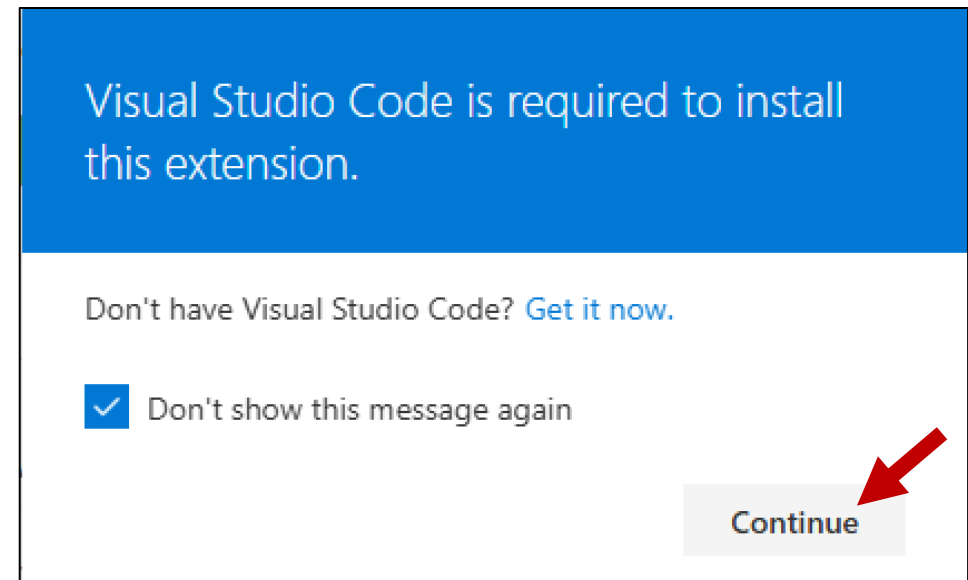 Visual Studio Code is required to install
this extension.
Don't have Visual Studio Code? Get it now.
Don't show this message again
Continue